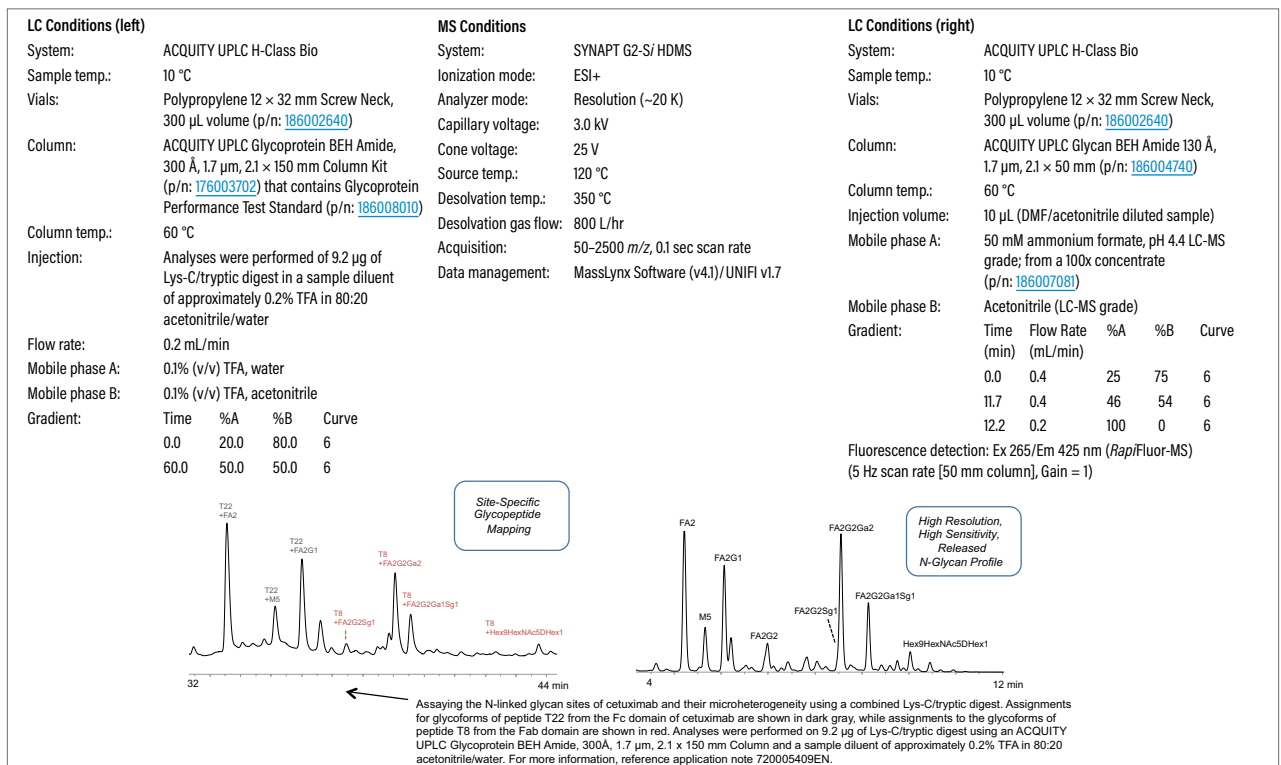 LC Conditions (left)
System: ACQUITY UPLC H-Class Bio
Sample temp.: 10 °C
Vials: Polypropylene 12 × 32 mm Screw Neck,
300 µL volume (p/n: 186002640)
Column: ACQUITY UPLC Glycoprotein BEH Amide,
300 Å, 1.7 µm, 2.1 × 150 mm Column Kit
(p/n: 176003702) that contains Glycoprotein
Performance Test Standard (p/n: 186008010)
Column temp.: 60 °C
Injection: Analyses were performed of 9.2 µg of
Lys-C/tryptic digest in a sample diluent
of approximately 0.2% TFA in 80:20
acetonitrile/water
Flow rate: 0.2 mL/min
Mobile phase A: 0.1% (v/v) TFA, water
Mobile phase B: 0.1% (v/v) TFA, acetonitrile
Gradient: Time %A %B Curve
0.0 20.0 80.0 6
60.0 50.0 50.0 6
MS Conditions
System: SYNAPT G2-Si HDMS
Ionization mode: ESI+
Analyzer mode: Resolution (~20 K)
Capillary voltage: 3.0 kV
Cone voltage: 25 V
Source temp.: 120 °C
Desolvation temp.: 350 °C
Desolvation gas flow: 800 L/hr
Acquisition: 50–2500 m/z, 0.1 sec scan rate
Data management: MassLynx Software (v4.1)/UNIFI v1.7
LC Conditions (right)
System: ACQUITY UPLC H-Class Bio
Sample temp.: 10 °C
Vials: Polypropylene 12 × 32 mm Screw Neck,
300 µL volume (p/n: 186002640)
Column: ACQUITY UPLC Glycan BEH Amide 130 Å,
1.7 µm, 2.1 × 50 mm (p/n: 186004740)
Column temp.: 60 °C
Injection volume: 10 µL (DMF/acetonitrile diluted sample)
Mobile phase A: 50 mM ammonium formate, pH 4.4 LC-MS
grade; from a 100x concentrate
(p/n: 186007081)
Mobile phase B: Acetonitrile (LC-MS grade)
Gradient: Time Flow Rate %A %B Curve
(min) (mL/min)
0.0 0.4 25 75 6
11.7 0.4 46 54 6
12.2 0.2 100 0 6
Fluorescence detection: Ex 265/Em 425 nm (RapiFluor-MS)
(5 Hz scan rate [50 mm column], Gain = 1)
T22
+FA2
T22
+M5
T22
+FA2G1
T8
+FA2G2Sg1
T8
+FA2G2Ga2
T8
+FA2G2Ga1Sg1
T8
+Hex9HexNAc5DHex1
Site-Specific
Glycopeptide
Mapping
32
44 min
FA2
M5
FA2G1
FA2G2
FA2G2Sg1
FA2G2Ga2
FA2G2Ga1Sg1
Hex9HexNAc5DHex1
High Resolution,
High Sensitivity,
Released
N-Glycan Profile
4
12 min
Assaying the N-linked glycan sites of cetuximab and their microheterogeneity using a combined Lys-C/tryptic digest. Assignments
for glycoforms of peptide T22 from the Fc domain of cetuximab are shown in dark gray, while assignments to the glycoforms of
peptide T8 from the Fab domain are shown in red. Analyses were performed on 9.2 µg of Lys-C/tryptic digest using an ACQUITY
UPLC Glycoprotein BEH Amide, 300Å, 1.7 µm, 2.1 x 150 mm Column and a sample diluent of approximately 0.2% TFA in 80:20
acetonitrile/water. For more information, reference application note 720005409EN.